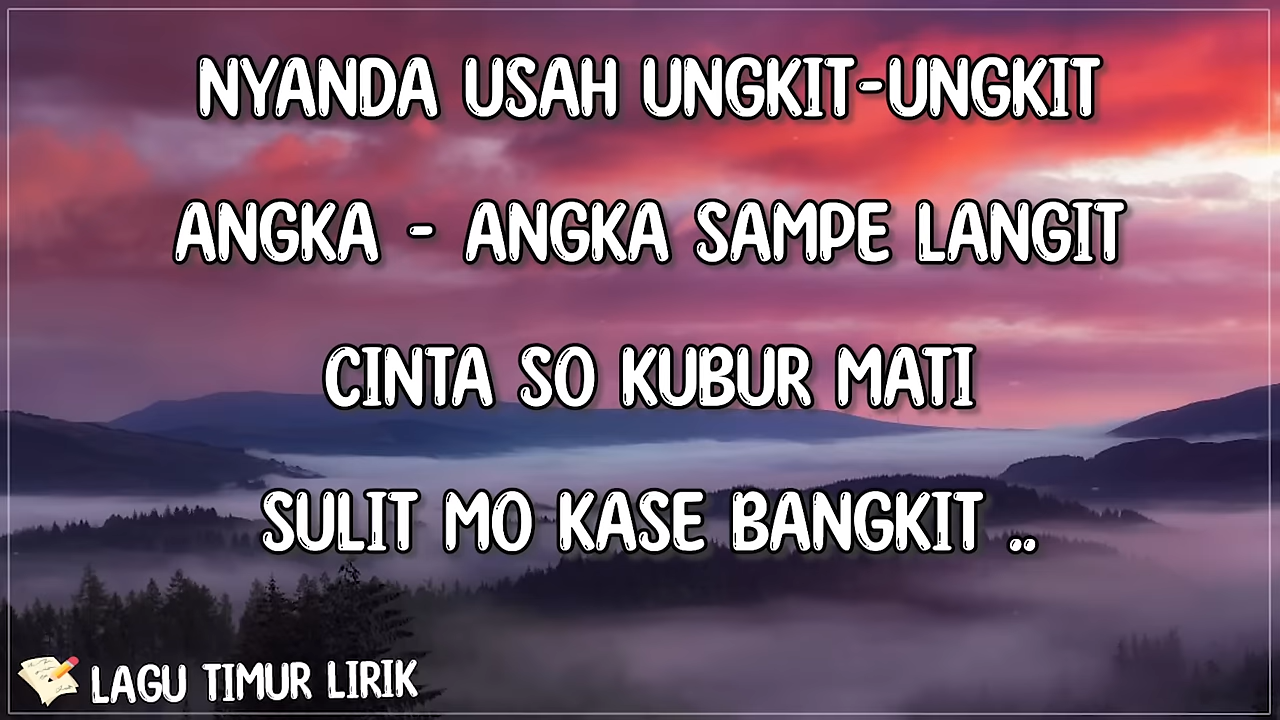 NYANDA USAH UNGKIT-UNGKIT
ANGKA - ANGKA SAMPE LANGIT
CINTA SO KUBUR MATI
SULIT MO KASE BANGKIT ..
LAGU TIMUR LIRIK